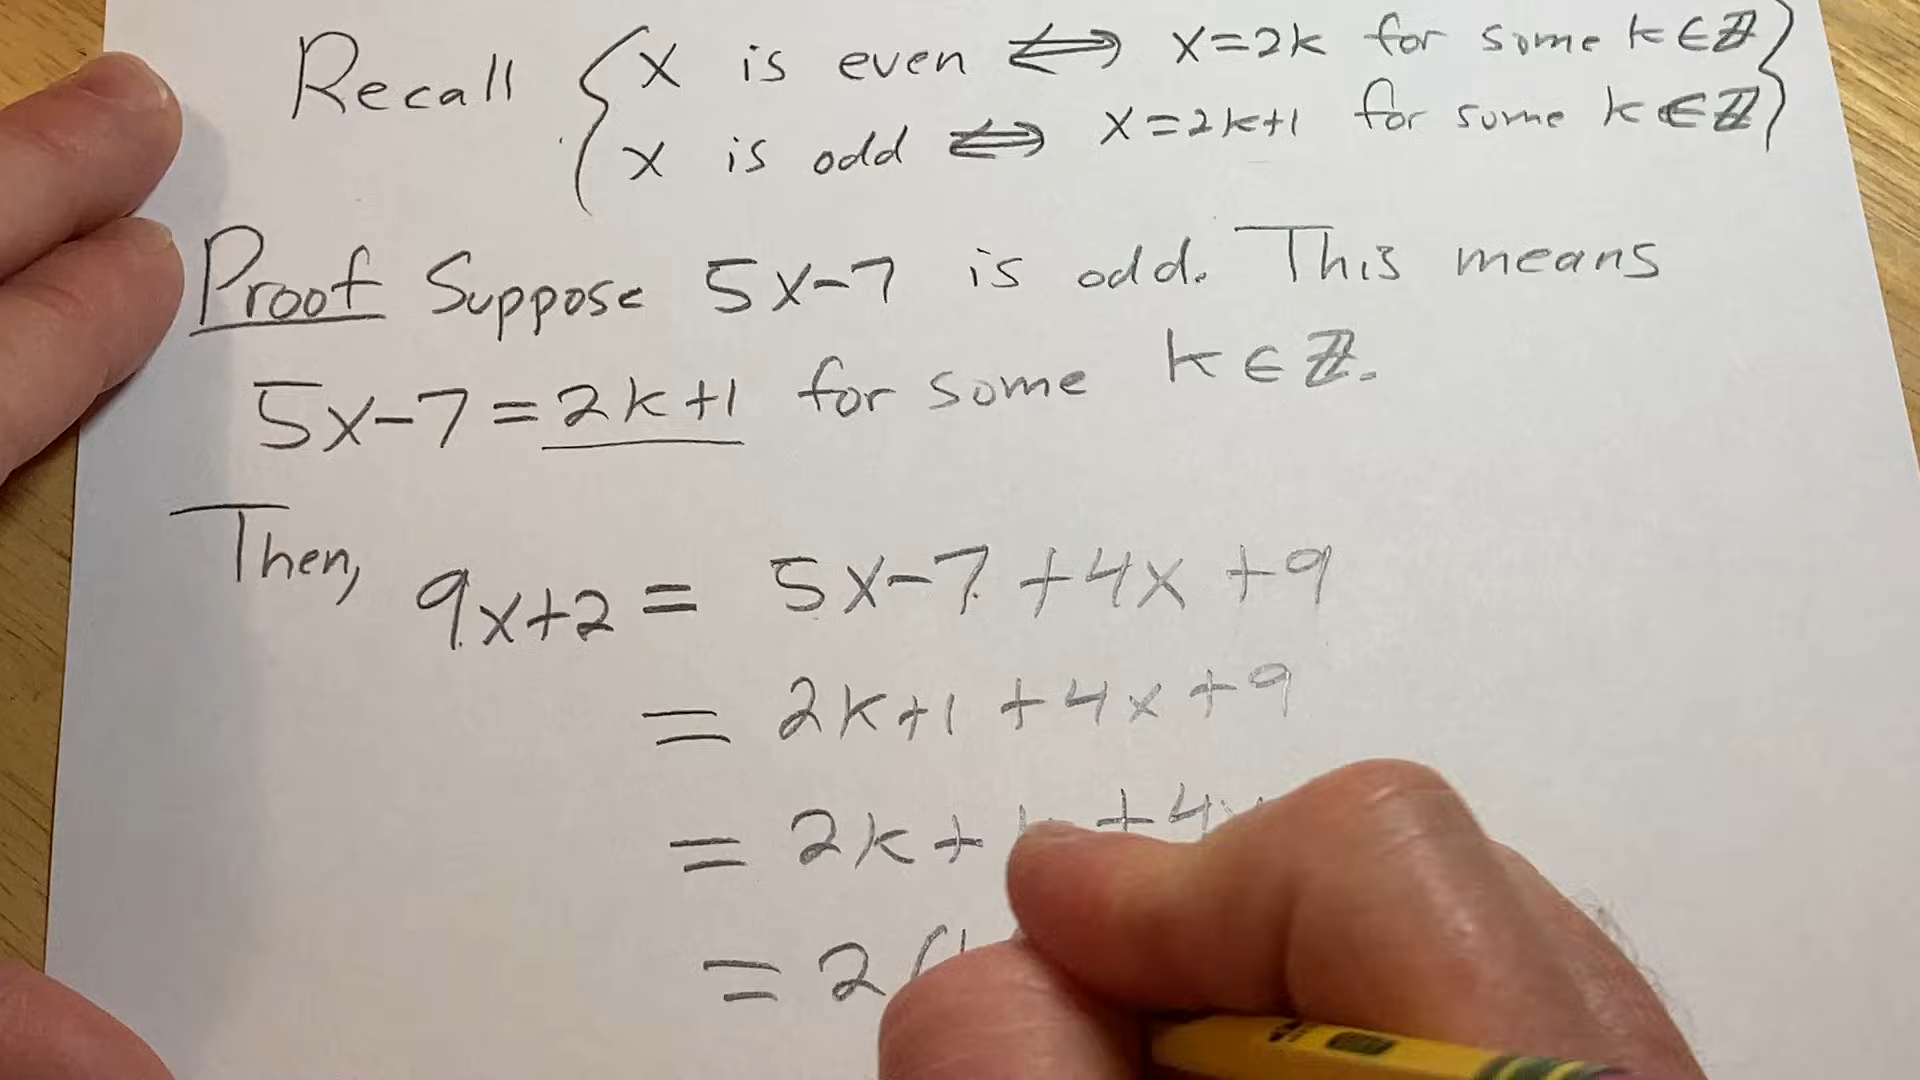 Recall { x is even ⟺ x=2k for some k∈ℤ }
{ x is odd ⟺ x=2k+1 for some k∈ℤ }
Proof Suppose 5x-7 is odd. This means
5x-7=2k+1 for some k∈ℤ.
Then, 9x+2= 5x-7+4x+9
= 2k+1+4x+9
= 2k+ +4
= 2(